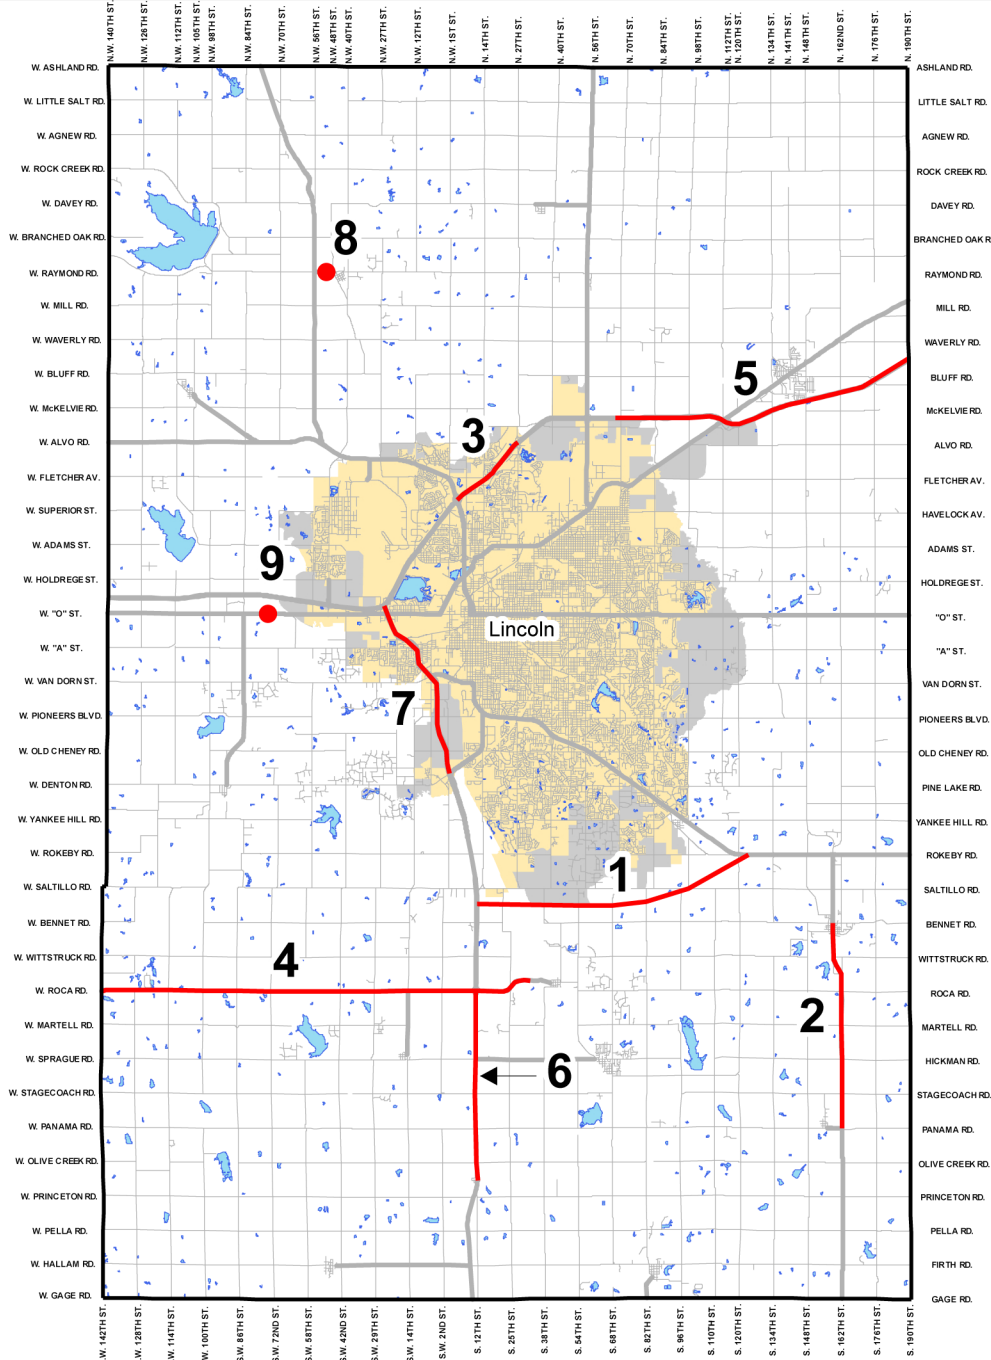 N.W. 140TH ST.
N.W. 126TH ST.
N.W. 112TH ST.
N.W. 105TH ST.
N.W. 98TH ST.
N.W. 84TH ST.
N.W. 70TH ST.
N.W. 56TH ST.
N.W. 48TH ST.
N.W. 40TH ST.
N.W. 27TH ST.
N.W. 12TH ST.
N.W. 1ST ST.
N. 14TH ST.
N. 27TH ST.
N. 40TH ST.
N. 56TH ST.
N. 70TH ST.
N. 84TH ST.
N. 98TH ST.
N. 112TH ST.
N. 120TH ST.
N. 134TH ST.
N. 141TH ST.
N. 148TH ST.
N. 162ND ST.
N. 176TH ST.
N. 190TH ST.
W. ASHLAND RD.
W. LITTLE SALT RD.
W. AGNEW RD.
W. ROCK CREEK RD.
W. DAVEY RD.
W. BRANCHED OAK RD.
W. RAYMOND RD.
W. MILL RD.
W. WAVERLY RD.
W. BLUFF RD.
W. McKELVIE RD.
W. ALVO RD.
W. FLETCHER AV.
W. SUPERIOR ST.
W. ADAMS ST.
W. HOLDREGE ST.
W. "O" ST.
W. "A" ST.
W. VAN DORN ST.
W. PIONEERS BLVD.
W. OLD CHENEY RD.
W. DENTON RD.
W. YANKEE HILL RD.
W. ROKEBY RD.
W. SALTILLO RD.
W. BENNET RD.
W. WITTSTRUCK RD.
W. ROCA RD.
W. MARTELL RD.
W. SPRAGUE RD.
W. STAGECOACH RD.
W. PANAMA RD.
W. OLIVE CREEK RD.
W. PRINCETON RD.
W. PELLA RD.
W. HALLAM RD.
W. GAGE RD.
8
5
3
9
Lincoln
7
1
4
2
6
ASHLAND RD.
LITTLE SALT RD.
AGNEW RD.
ROCK CREEK RD.
DAVEY RD.
BRANCHED OAK R
RAYMOND RD.
MILL RD.
WAVERLY RD.
BLUFF RD.
McKELVIE RD.
ALVO RD.
FLETCHER AV.
HAVELOCK AV.
ADAMS ST.
HOLDREGE ST.
"O" ST.
"A" ST.
VAN DORN ST.
PIONEERS BLVD.
OLD CHENEY RD.
PINE LAKE RD.
YANKEE HILL RD.
ROKEBY RD.
SALTILLO RD.
BENNET RD.
WITTSTRUCK RD.
ROCA RD.
MARTELL RD.
HICKMAN RD.
STAGECOACH RD.
PANAMA RD.
OLIVE CREEK RD.
PRINCETON RD.
PELLA RD.
FIRTH RD.
GAGE RD.
.W. 142TH ST.
S.W. 128TH ST.
S.W. 114TH ST.
S.W. 100TH ST.
S.W. 86TH ST.
S.W. 72ND ST.
S.W. 58TH ST.
S.W. 42ND ST.
S.W. 29TH ST.
S.W. 14TH ST.
S.W. 2ND ST.
S. 12TH ST.
S. 25TH ST.
S. 38TH ST.
S. 54TH ST.
S. 68TH ST.
S. 82TH ST.
S. 96TH ST.
S. 110TH ST.
S. 120TH ST.
S. 134TH ST.
S. 148TH ST.
S. 162TH ST.
S. 176TH ST.
S. 190TH ST.